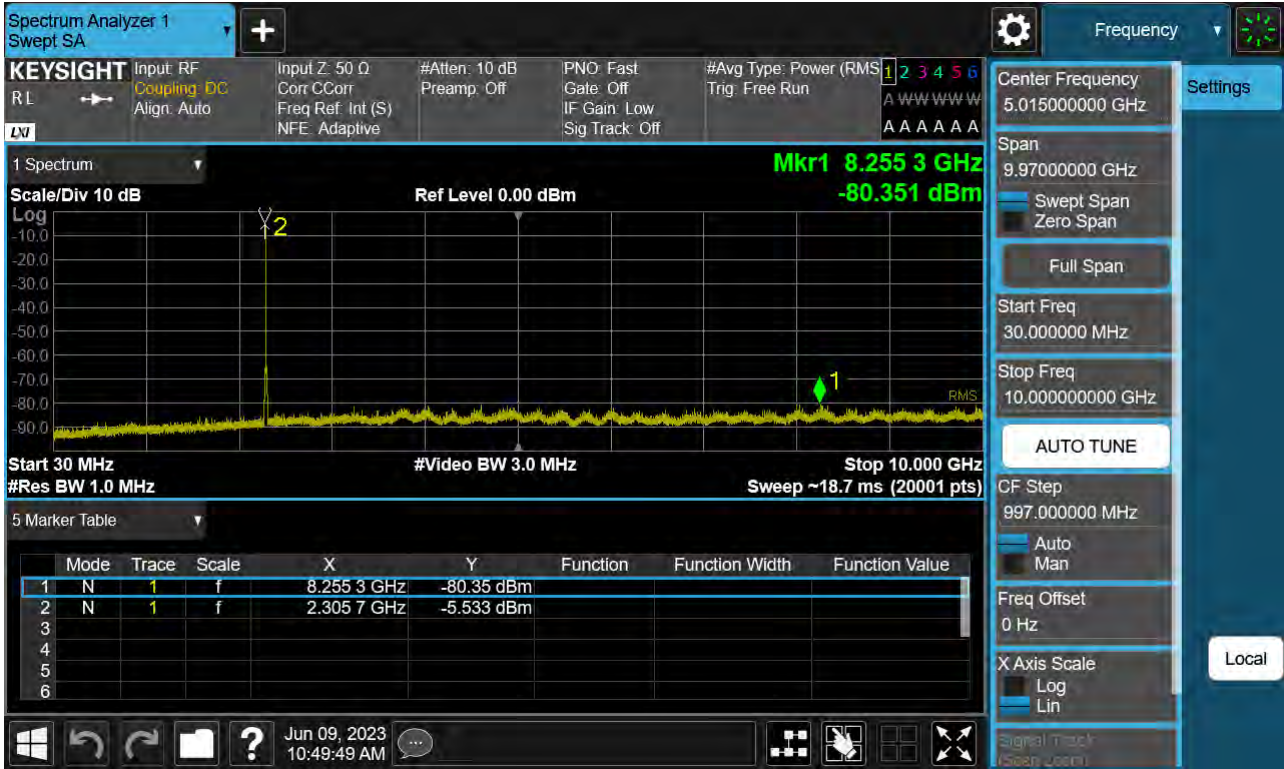 Spectrum Analyzer 1
Swept SA
Frequency
KEYSIGHT
RL
LXI
Input: RF
Coupling: DC
Align: Auto
Input Z: 50 Ω
Corr CCorr
Freq Ref: Int (S)
NFE: Adaptive
#Atten: 10 dB
Preamp: Off
PNO: Fast
Gate: Off
IF Gain: Low
Sig Track: Off
#Avg Type: Power (RMS
Trig: Free Run
1 2 3 4 5 6
A W W W W W
A A A A A A
1 Spectrum
Mkr1 8.255 3 GHz
-80.351 dBm
Scale/Div 10 dB
Ref Level 0.00 dBm
Log
-10.0
-20.0
-30.0
-40.0
-50.0
-60.0
-70.0
-80.0
-90.0
2
1
RMS
Start 30 MHz
#Video BW 3.0 MHz
Stop 10.000 GHz
#Res BW 1.0 MHz
Sweep ~18.7 ms (20001 pts)
5 Marker Table
Mode Trace Scale X Y Function Function Width Function Value
1 N 1 f 8.255 3 GHz -80.35 dBm
2 N 1 f 2.305 7 GHz -5.533 dBm
3
4
5
6
Center Frequency
5.015000000 GHz
Settings
Span
9.97000000 GHz
Swept Span
Zero Span
Full Span
Start Freq
30.000000 MHz
Stop Freq
10.000000000 GHz
AUTO TUNE
CF Step
997.000000 MHz
Auto
Man
Freq Offset
0 Hz
X Axis Scale
Log
Lin
Local
Signal Track
(Span Zoom)
?
Jun 09, 2023
10:49:49 AM